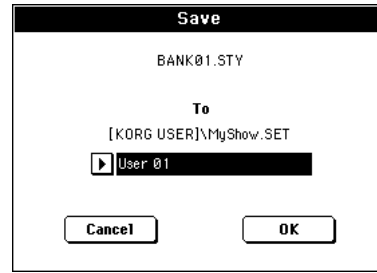 Save
BANK01.STY
To
[KORG USER]\MyShow.SET
User 01
Cancel
OK